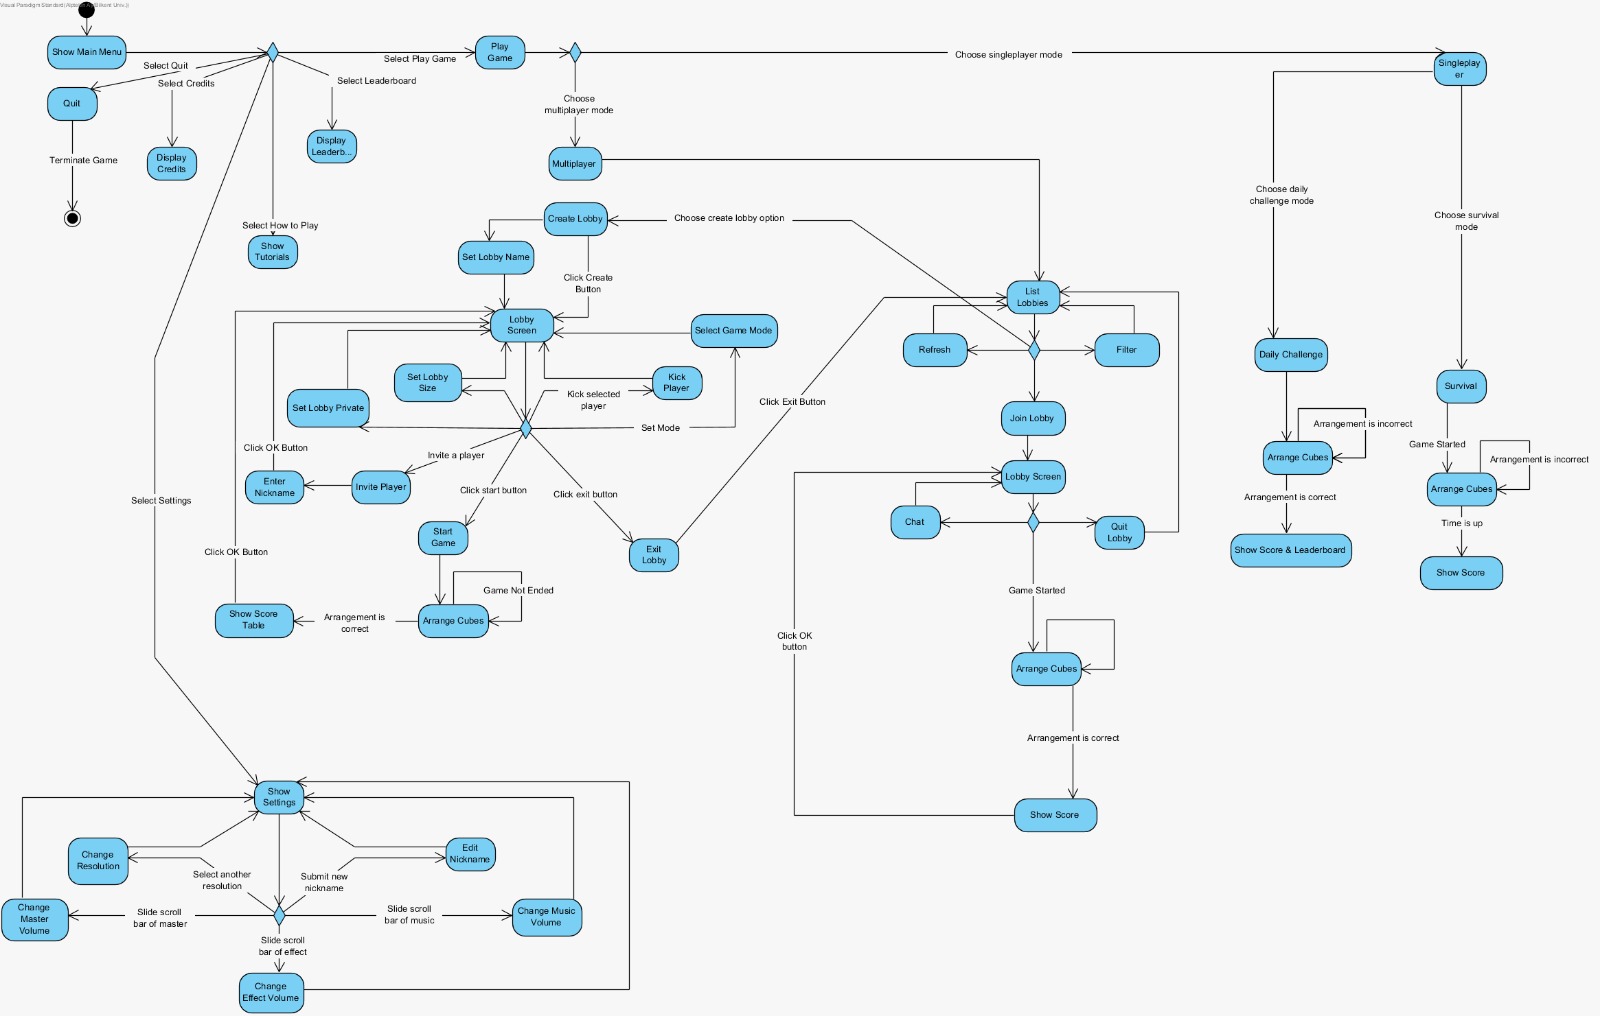 Show Main Menu
Select Quit
Select Credits
Quit
Terminate Game
Display
Credits
Select Leaderboard
Display
Leaderb...
Select How to Play
Show
Tutorials
Select Play Game
Play
Game
Choose
multiplayer mode
Multiplayer
Choose singleplayer mode
Singleplay
er
Choose daily
challenge mode
Choose survival
mode
Create Lobby
Choose create lobby option
Set Lobby Name
Click Create
Button
Lobby
Screen
Select Game Mode
Set Lobby
Size
Kick
Player
Kick selected
player
Set Lobby Private
Set Mode
Click OK Button
Invite a player
Enter
Nickname
Invite Player
Click start button
Click exit button
Click Exit Button
Select Settings
Start
Game
Exit
Lobby
Click OK Button
Game Not Ended
Show Score
Table
Arrangement is
correct
Arrange Cubes
List
Lobbies
Refresh
Filter
Join Lobby
Lobby Screen
Chat
Quit
Lobby
Game Started
Click OK
button
Arrange Cubes
Arrangement is correct
Show Score
Daily Challenge
Arrangement is incorrect
Arrange Cubes
Arrangement is correct
Show Score & Leaderboard
Survival
Game Started
Arrangement is incorrect
Arrange Cubes
Time is up
Show Score
Show
Settings
Change
Resolution
Edit
Nickname
Select another
resolution
Submit new
nickname
Change
Master
Volume
Slide scroll
bar of master
Slide scroll
bar of music
Change Music
Volume
Slide scroll
bar of effect
Change
Effect Volume